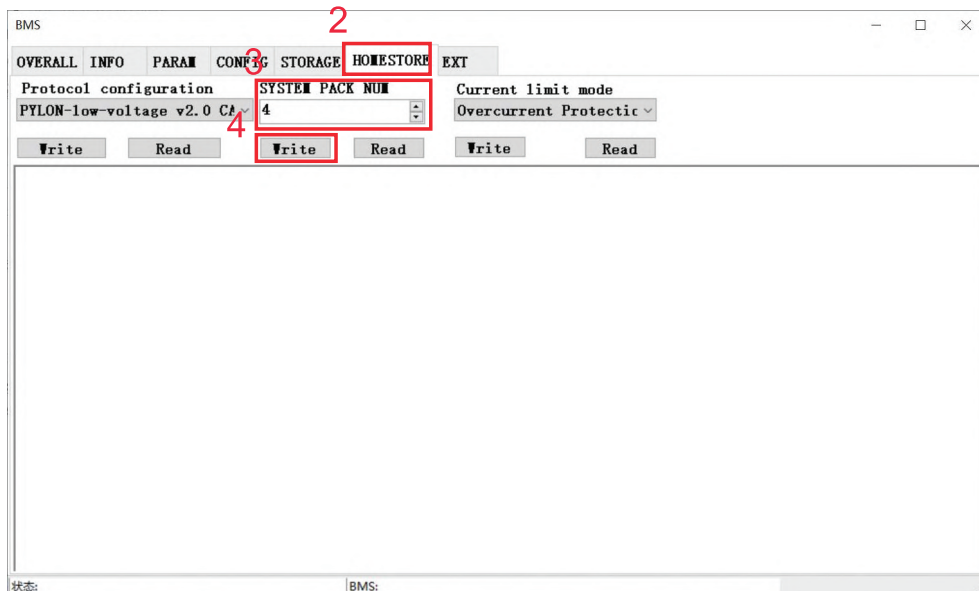 BMS
2
OVERALL INFO PARAM CONFIG STORAGE HOMESTORE EXT
3
Protocol configuration SYSTEM PACK NUM Current limit mode
PYLON-low-voltage v2.0 CA 4 Overcurrent Protectic
4
Write Read Write Read Write Read
状态: BMS: